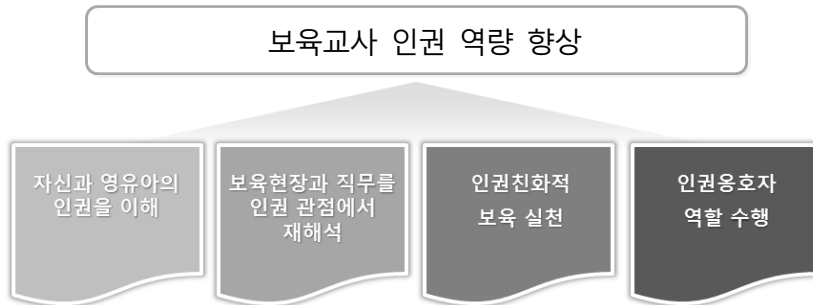 보육교사 인권 역량 향상
자신과 영유아의
인권을 이해
보육현장과 직무를
인권 관점에서
재해석
인권친화적
보육 실천
인권옹호자
역할 수행